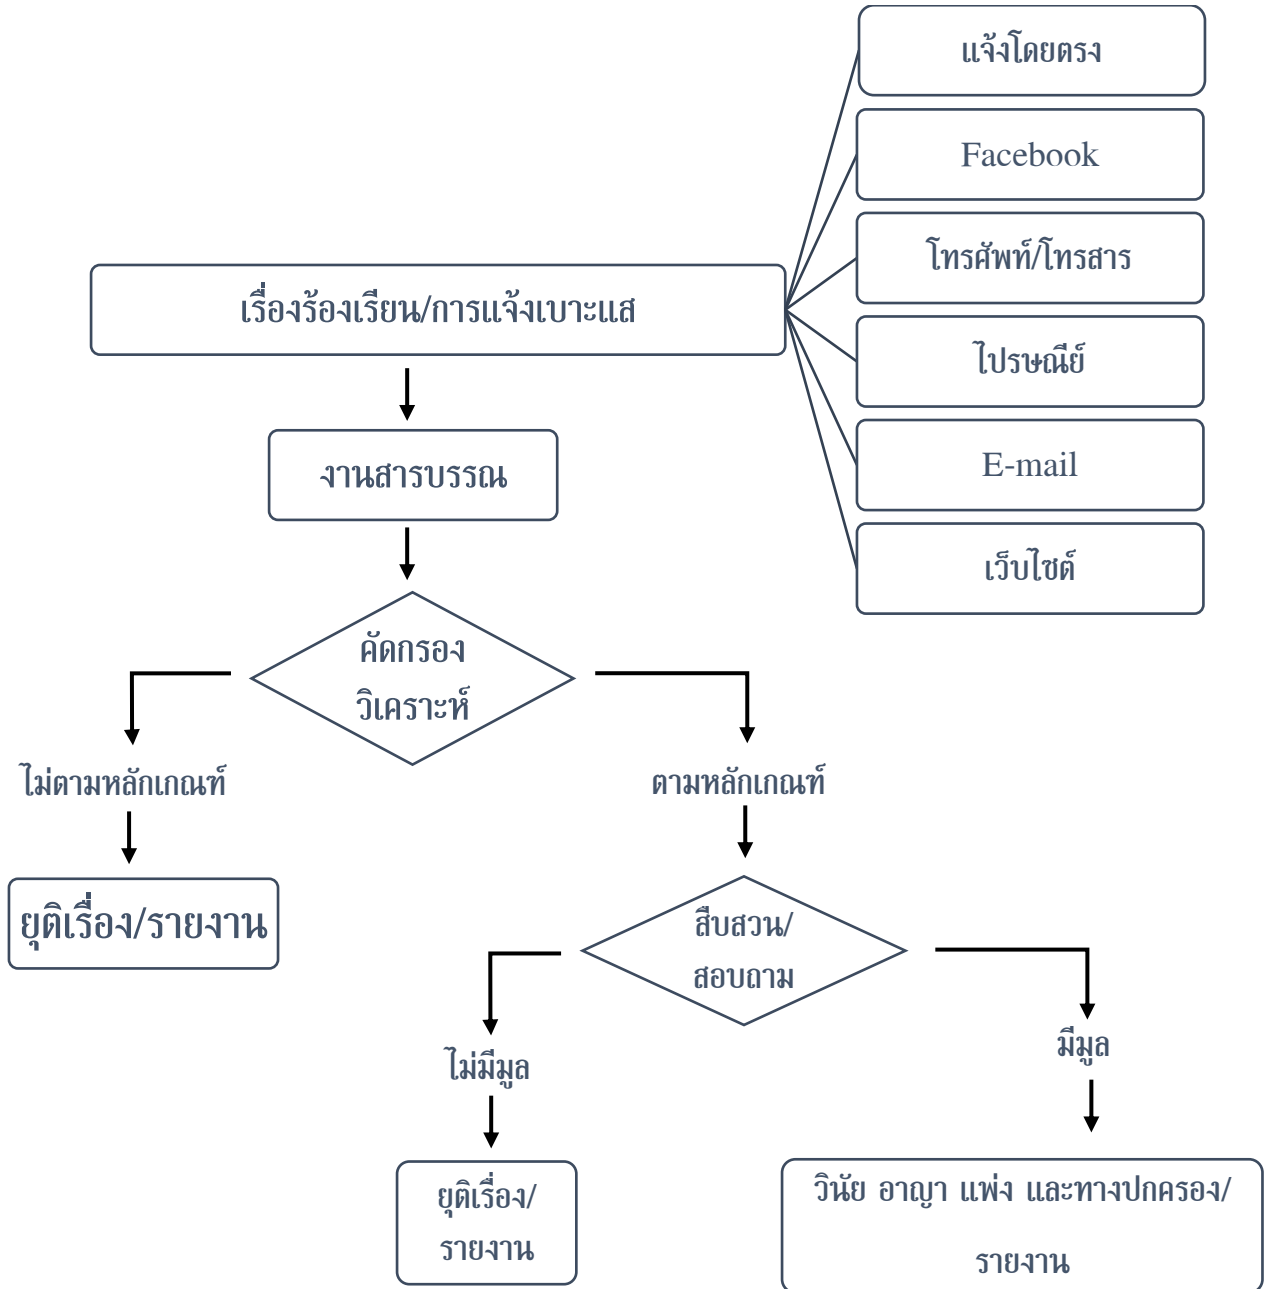 แจ้งโดยตรง
Facebook
โทรศัพท์/โทรสาร
ไปรษณีย์
E-mail
เว็บไซต์
เรื่องร้องเรียน/การแจ้งเบาะแส
งานสารบรรณ
คัดกรอง
วิเคราะห์
ไม่ตามหลักเกณฑ์
ตามหลักเกณฑ์
ยุติเรื่อง/รายงาน
สืบสวน/
สอบถาม
ไม่มีมูล
มีมูล
ยุติเรื่อง/
รายงาน
วินัย อาญา แพ่ง และทางปกครอง/
รายงาน